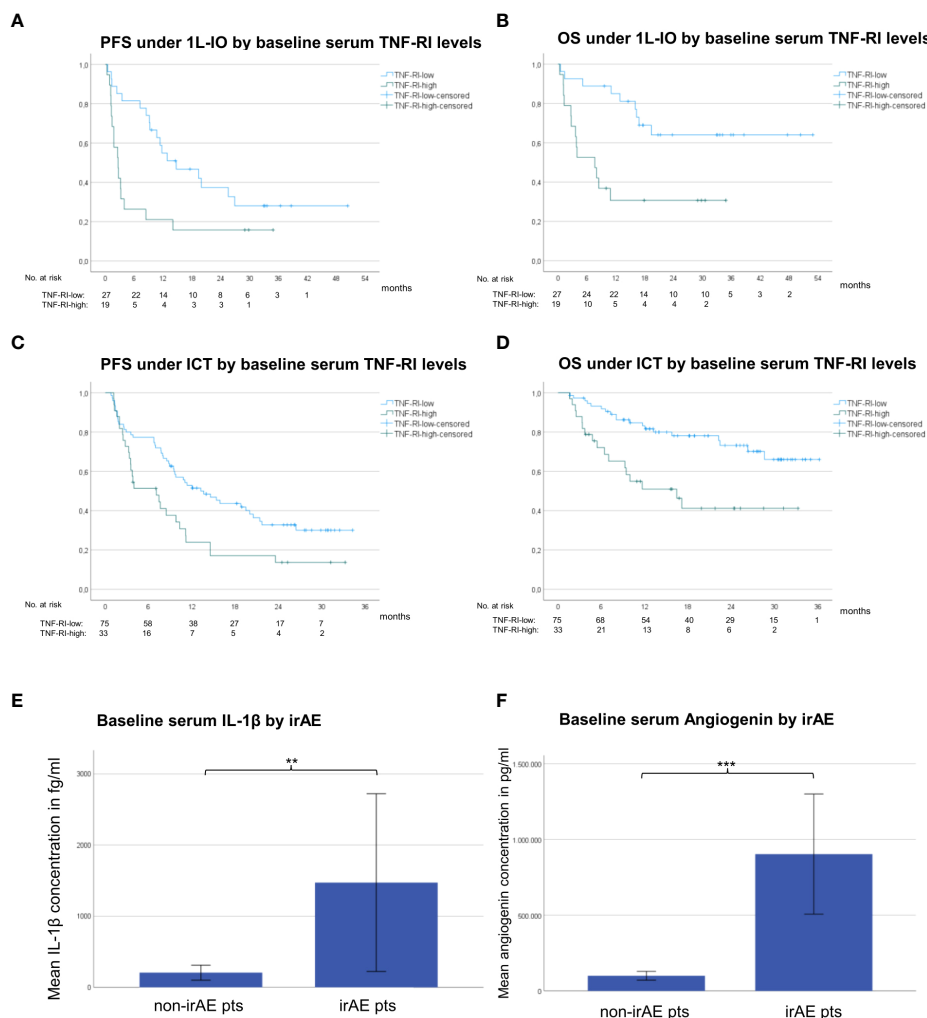 A
PFS under 1L-IO by baseline serum TNF-RI levels
1,0
0,8
0,6
0,4
0,2
0,0
TNF-RI-low
TNF-RI-high
TNF-RI-low-censored
TNF-RI-high-censored
0 6 12 18 24 30 36 42 48 54
months
No. at risk
TNF-RI-low: 27 22 14 10 8 6 3 1
TNF-RI-high: 19 5 4 3 3 1
B
OS under 1L-IO by baseline serum TNF-RI levels
1,0
0,8
0,6
0,4
0,2
0,0
TNF-RI-low
TNF-RI-high
TNF-RI-low-censored
TNF-RI-high-censored
0 6 12 18 24 30 36 42 48 54
months
No. at risk
TNF-RI-low: 27 24 22 14 10 10 5 3 2
TNF-RI-high: 19 10 5 4 4 2
C
PFS under ICT by baseline serum TNF-RI levels
1,0
0,8
0,6
0,4
0,2
0,0
TNF-RI-low
TNF-RI-high
TNF-RI-low-censored
TNF-RI-high-censored
0 6 12 18 24 30 36
months
No. at risk
TNF-RI-low: 75 58 38 27 17 7
TNF-RI-high: 33 16 7 5 4 2
D
OS under ICT by baseline serum TNF-RI levels
1,0
0,8
0,6
0,4
0,2
0,0
TNF-RI-low
TNF-RI-high
TNF-RI-low-censored
TNF-RI-high-censored
0 6 12 18 24 30 36
months
No. at risk
TNF-RI-low: 75 68 54 40 29 15 1
TNF-RI-high: 33 21 13 8 6 2
E
Baseline serum IL-1β by irAE
Mean IL-1β concentration in fg/ml
3000
2000
1000
0
**
non-irAE pts irAE pts
F
Baseline serum Angiogenin by irAE
Mean angiogenin concentration in pg/ml
1 500.000
1 000.000
500.000
0
***
non-irAE pts irAE pts